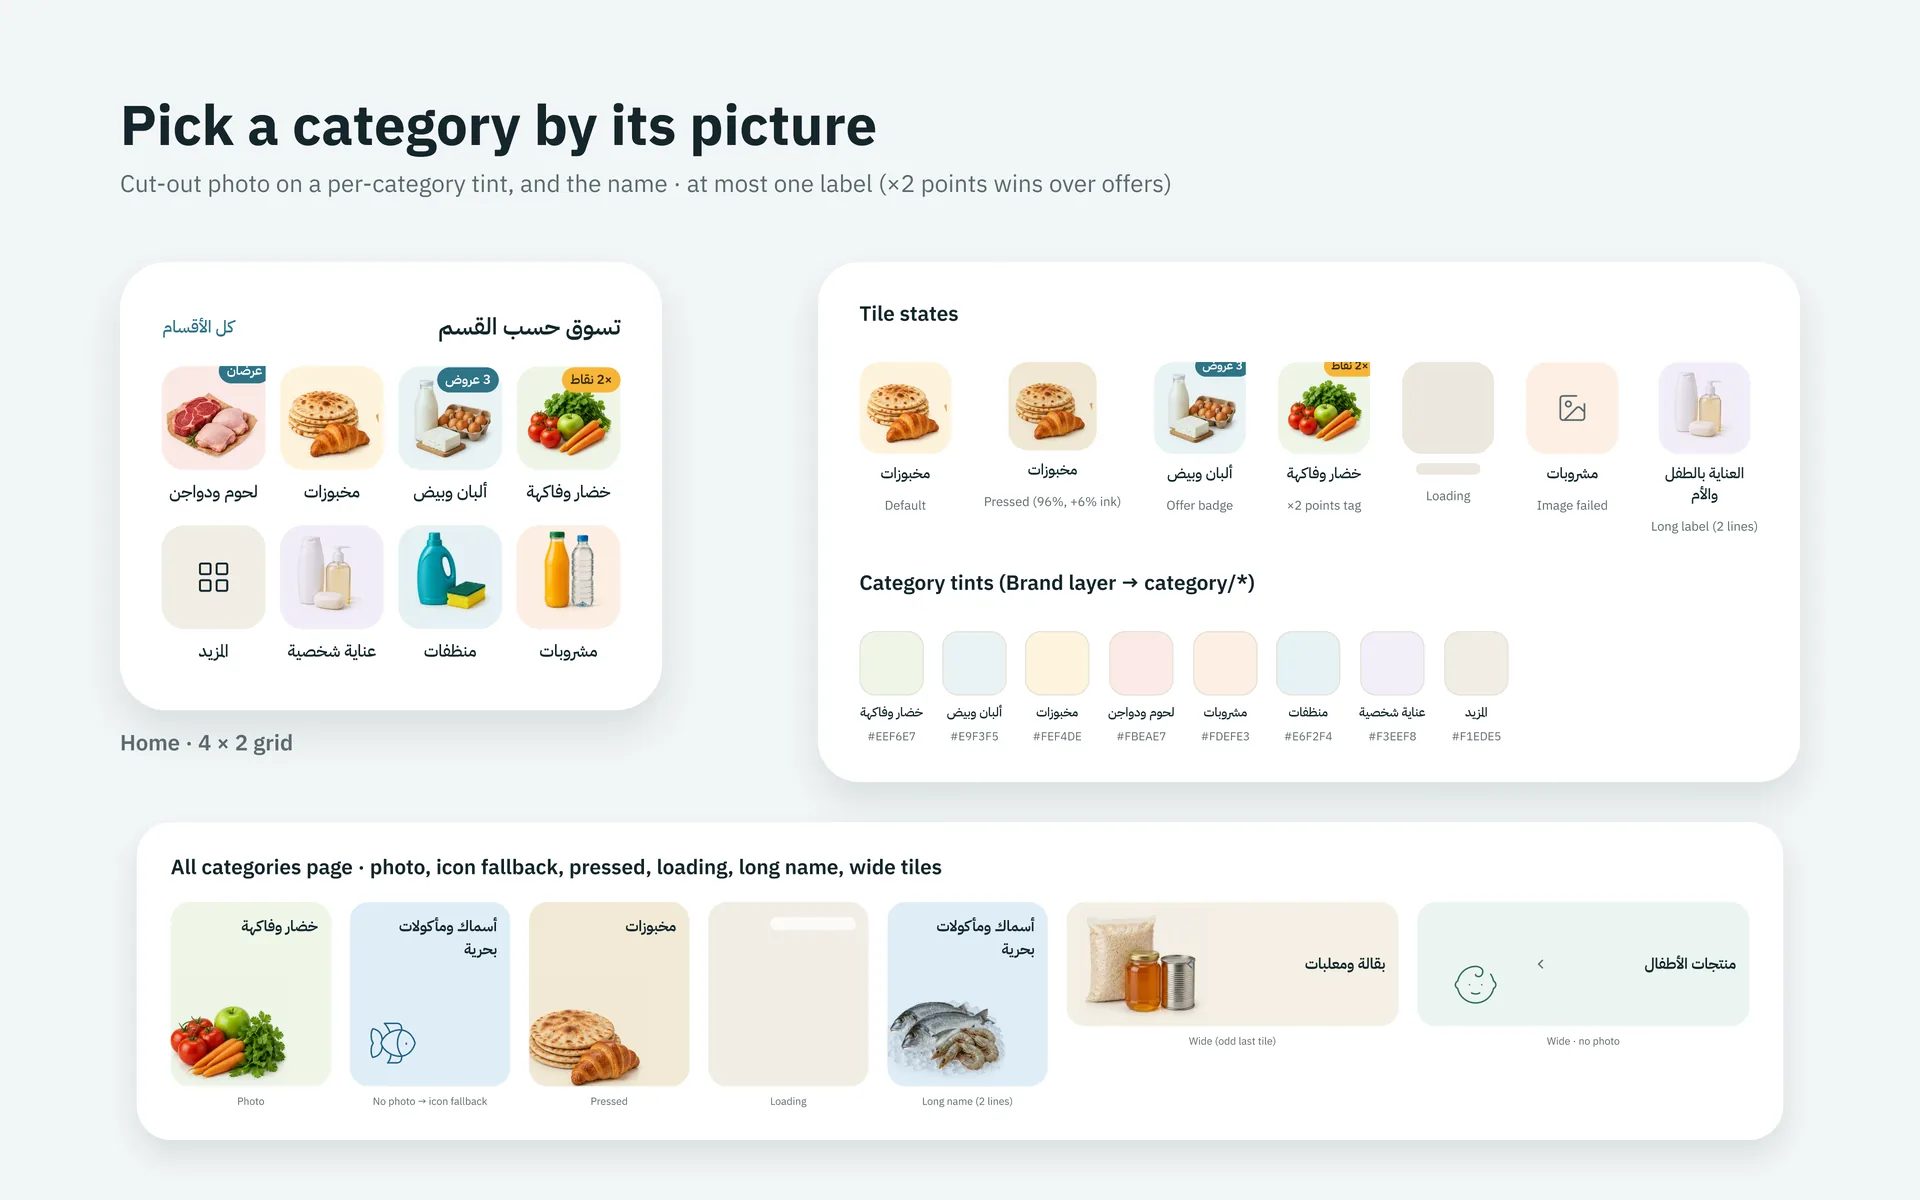 Pick a category by its picture
Cut-out photo on a per-category tint, and the name · at most one label (×2 points wins over offers)
تسوق حسب القسم
كل الأقسام
×2 نقاط
3 عروض
عرضان
خضار وفاكهة
ألبان وبيض
مخبوزات
لحوم ودواجن
مشروبات
منظفات
عناية شخصية
المزيد
Home · 4 × 2 grid
Tile states
3 عروض
×2 نقاط
مخبوزات
Default
مخبوزات
Pressed (96%, +6% ink)
ألبان وبيض
Offer badge
خضار وفاكهة
×2 points tag
Loading
مشروبات
Image failed
العناية بالطفل
والأم
Long label (2 lines)
Category tints (Brand layer → category/*)
خضار وفاكهة
#EEF6E7
ألبان وبيض
#E9F3F5
مخبوزات
#FEF4DE
لحوم ودواجن
#FBEAE7
مشروبات
#FDEFE3
منظفات
#E6F2F4
عناية شخصية
#F3EEF8
المزيد
#F1EDE5
All categories page · photo, icon fallback, pressed, loading, long name, wide tiles
خضار وفاكهة
Photo
أسماك ومأكولات
بحرية
No photo → icon fallback
مخبوزات
Pressed
Loading
أسماك ومأكولات
بحرية
Long name (2 lines)
بقالة ومعلبات
Wide (odd last tile)
منتجات الأطفال
Wide · no photo